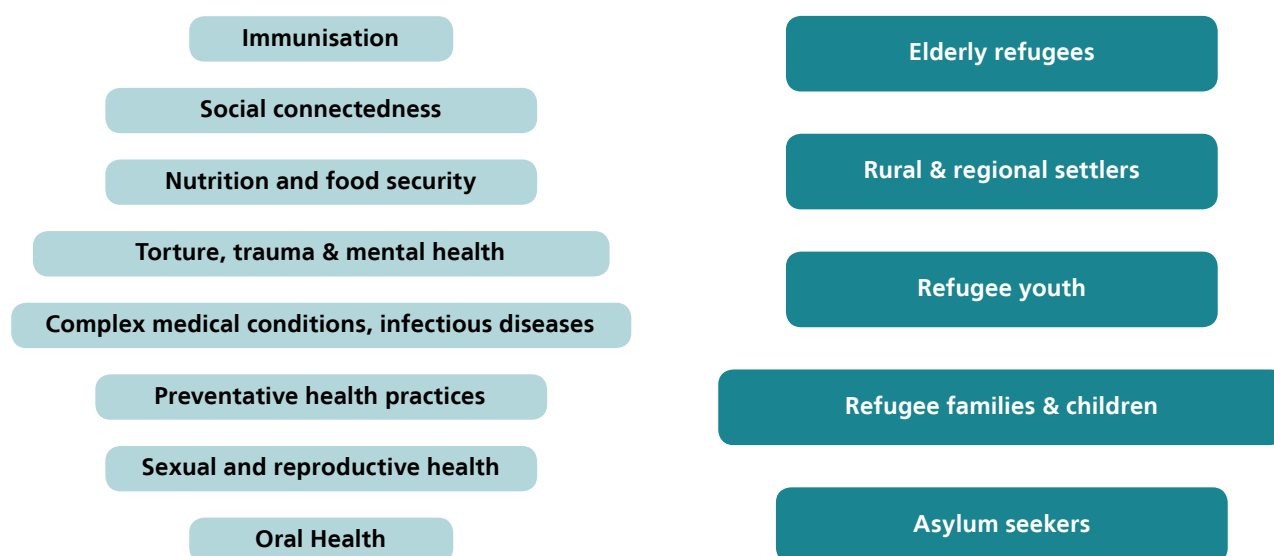 Immunisation
Social connectedness
Nutrition and food security
Torture, trauma & mental health
Complex medical conditions, infectious diseases
Preventative health practices
Sexual and reproductive health
Oral Health
Elderly refugees
Rural & regional settlers
Refugee youth
Refugee families & children
Asylum seekers